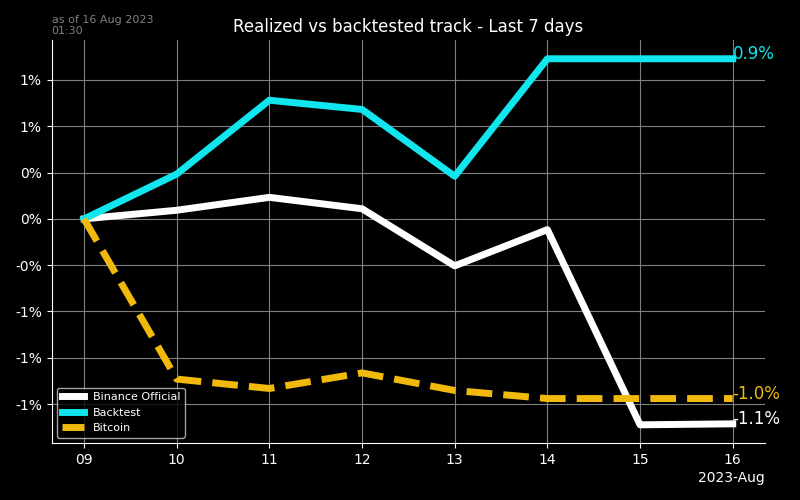 as of 16 Aug 2023
01:30
Realized vs backtested track - Last 7 days
1%
1%
0%
0%
-0%
-1%
-1%
-1%
0.9%
-1.0%
-1.1%
Binance Official
Backtest
Bitcoin
09 10 11 12 13 14 15 16
2023-Aug